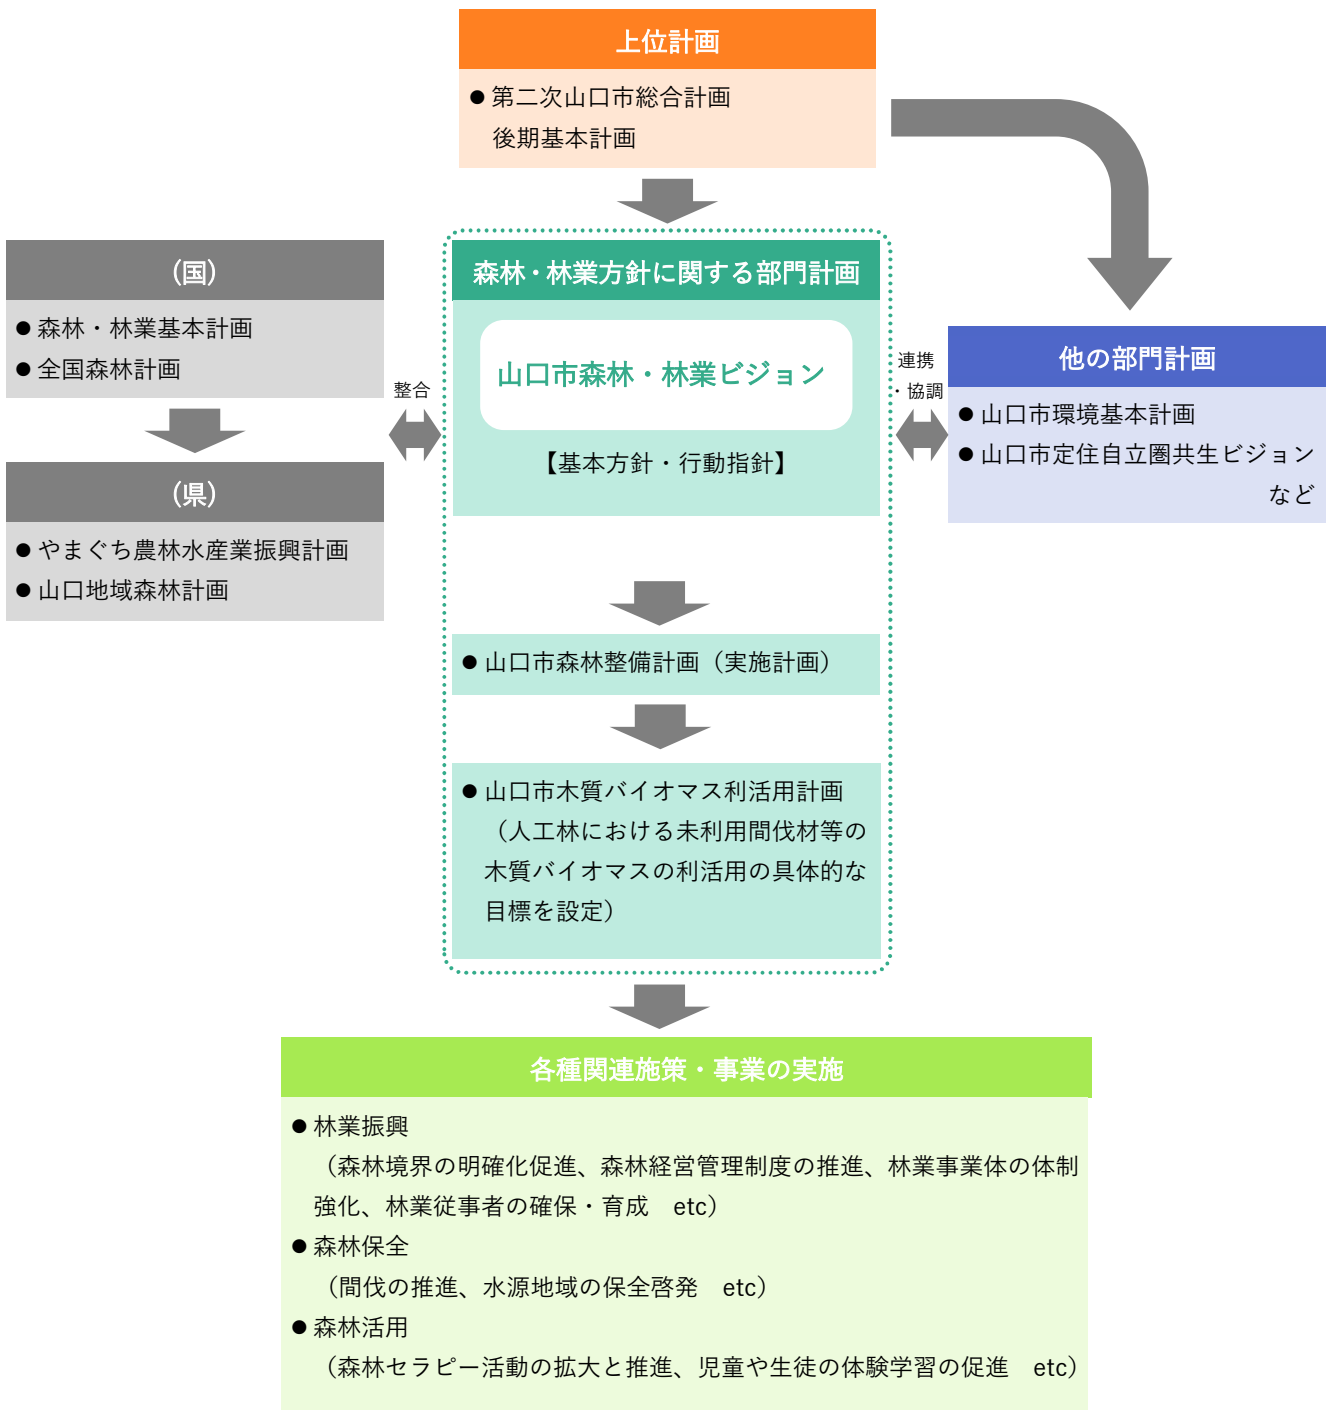 上位計画
● 第二次山口市総合計画
後期基本計画
（国）
● 森林・林業基本計画
● 全国森林計画
（県）
● やまぐち農林水産業振興計画
● 山口地域森林計画
整合
森林・林業方針に関する部門計画
山口市森林・林業ビジョン
【基本方針・行動指針】
連携
・協調
他の部門計画
● 山口市環境基本計画
● 山口市定住自立圏共生ビジョン
など
● 山口市森林整備計画（実施計画）
● 山口市木質バイオマス利活用計画
（人工林における未利用間伐材等の
木質バイオマスの利活用の具体的な
目標を設定）
各種関連施策・事業の実施
● 林業振興
（森林境界の明確化促進、森林経営管理制度の推進、林業事業体の体制
強化、林業従事者の確保・育成　etc）
● 森林保全
（間伐の推進、水源地域の保全啓発　etc）
● 森林活用
（森林セラピー活動の拡大と推進、児童や生徒の体験学習の促進　etc）